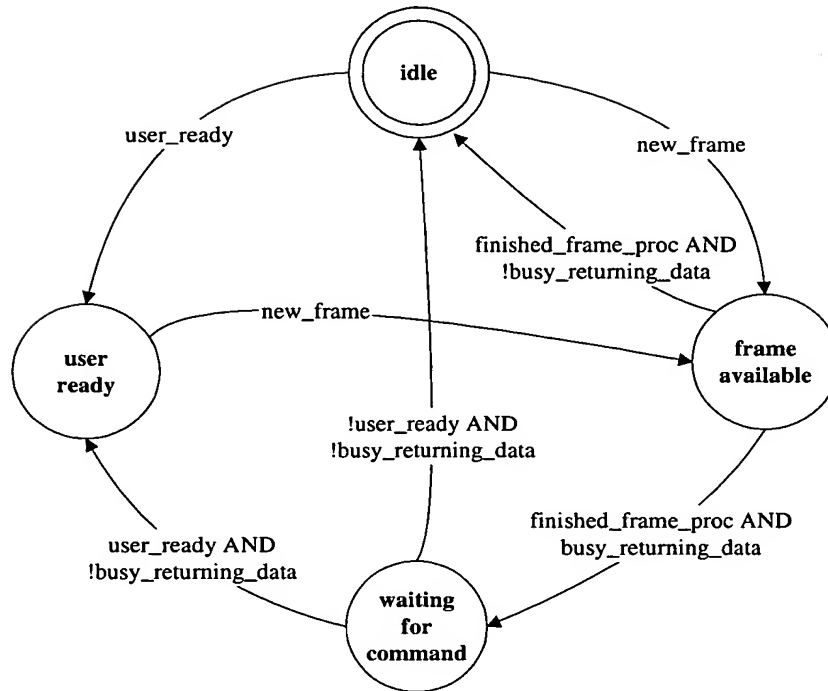 idle
user_ready
new_frame
finished_frame_proc AND
!busy_returning_data
new_frame
user
ready
frame
available
!user_ready AND
!busy_returning_data
user_ready AND
!busy_returning_data
finished_frame_proc AND
busy_returning_data
waiting
for
command